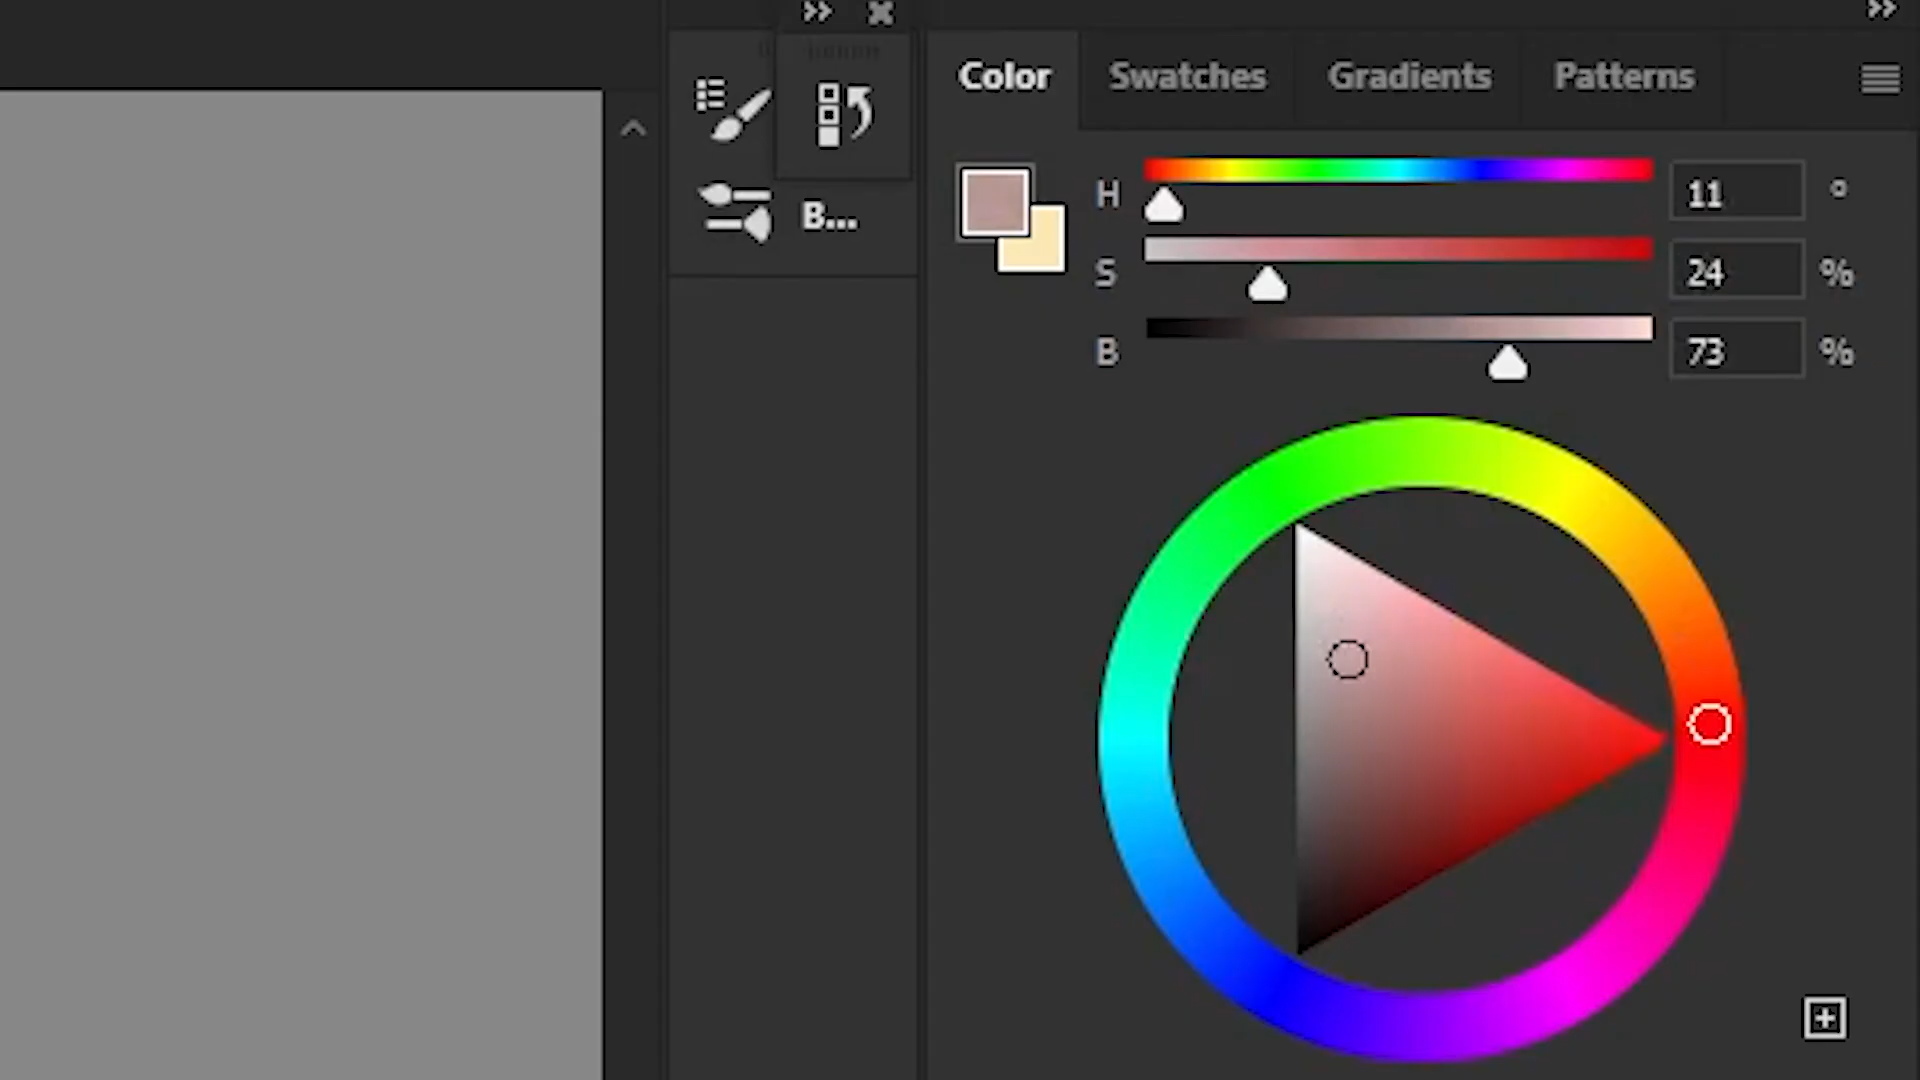 Color Swatches Gradients Patterns
B...
H 11 °
S 24 %
B 73 %